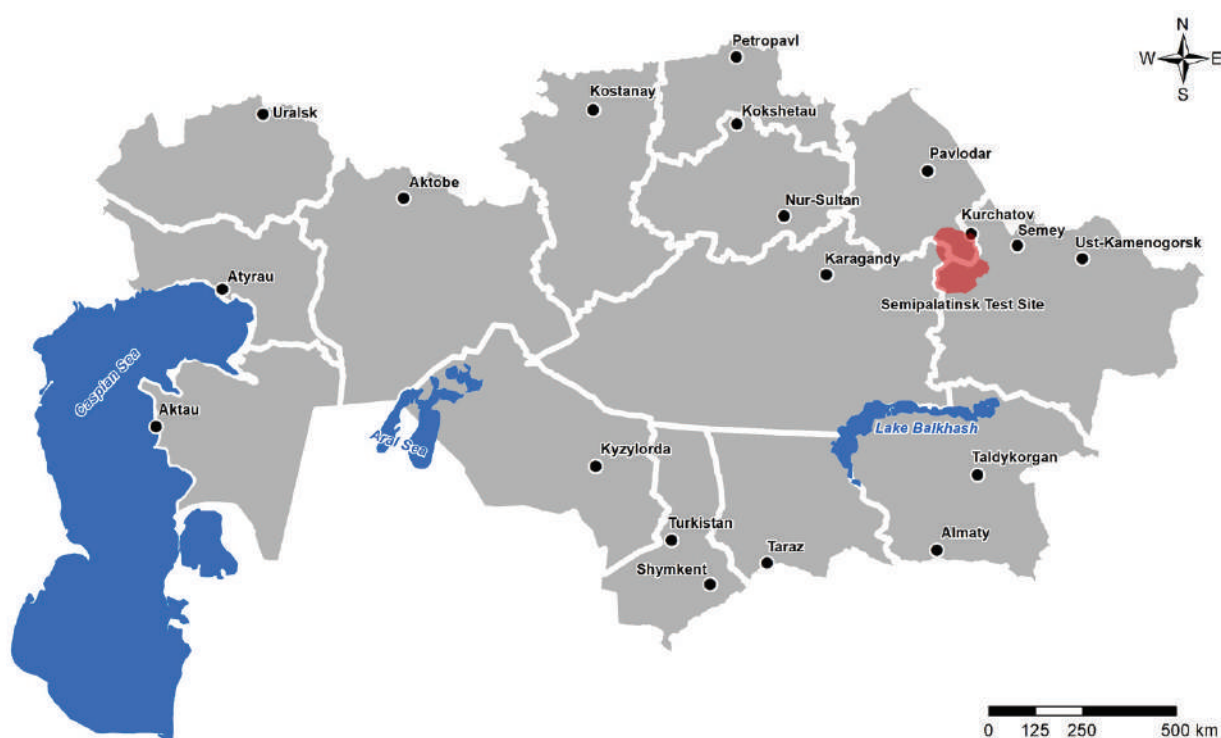 N
W E
S
Petropavl
Kostanay
Uralsk
Kokshetau
Pavlodar
Aktobe
Nur-Sultan
Kurchatov
Semey
Ust-Kamenogorsk
Karagandy
Atyrau
Semipalatinsk Test Site
Caspian Sea
Aktau
Aral Sea
Lake Balkhash
Kyzylorda
Taldykorgan
Turkistan
Almaty
Taraz
Shymkent
0 125 250 500 km